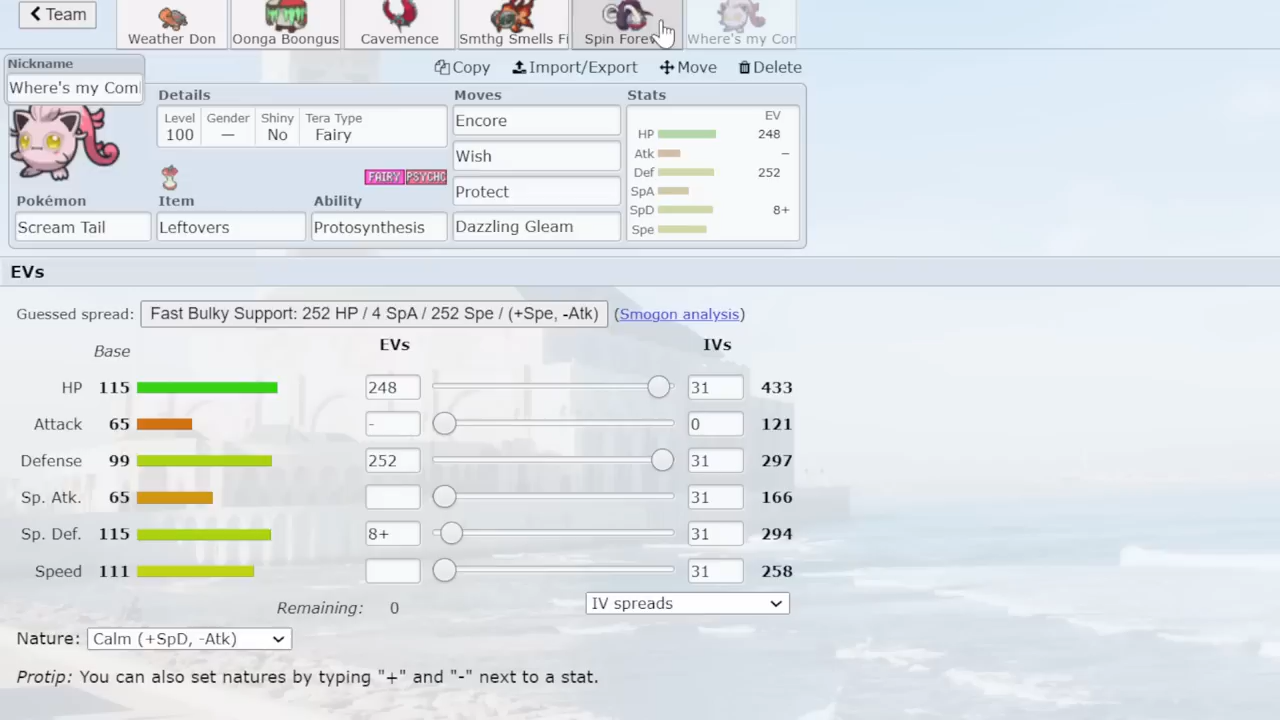 Team
Weather Don
Oonga Boongus
Cavemence
Smthg Smells Fi
Spin Forev
Where's my Com
Nickname
Where's my Com
Copy
Import/Export
Move
Delete
Details
Moves
Stats
Level
Gender
Shiny
Tera Type
100
—
No
Fairy
Encore
Wish
Protect
Dazzling Gleam
EV
HP 248
Atk –
Def 252
SpA
SpD 8+
Spe
FAIRY PSYCHC
Pokémon
Item
Ability
Scream Tail
Leftovers
Protosynthesis
EVs
Guessed spread: Fast Bulky Support: 252 HP / 4 SpA / 252 Spe / (+Spe, -Atk) (Smogon analysis)
Base EVs IVs
HP 115 248 31 433
Attack 65 - 0 121
Defense 99 252 31 297
Sp. Atk. 65 31 166
Sp. Def. 115 8+ 31 294
Speed 111 31 258
Remaining: 0
IV spreads
Nature: Calm (+SpD, -Atk)
Protip: You can also set natures by typing "+" and "-" next to a stat.